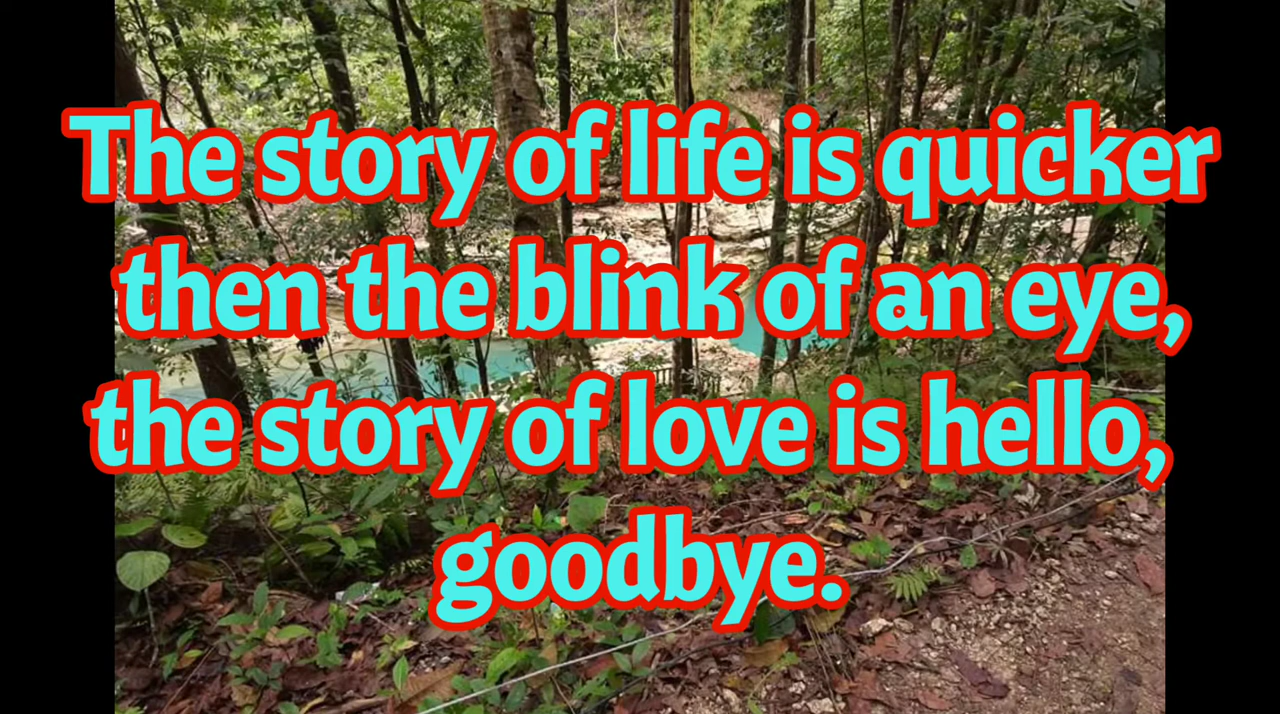 The story of life is quicker
then the blink of an eye,
the story of love is hello,
goodbye.